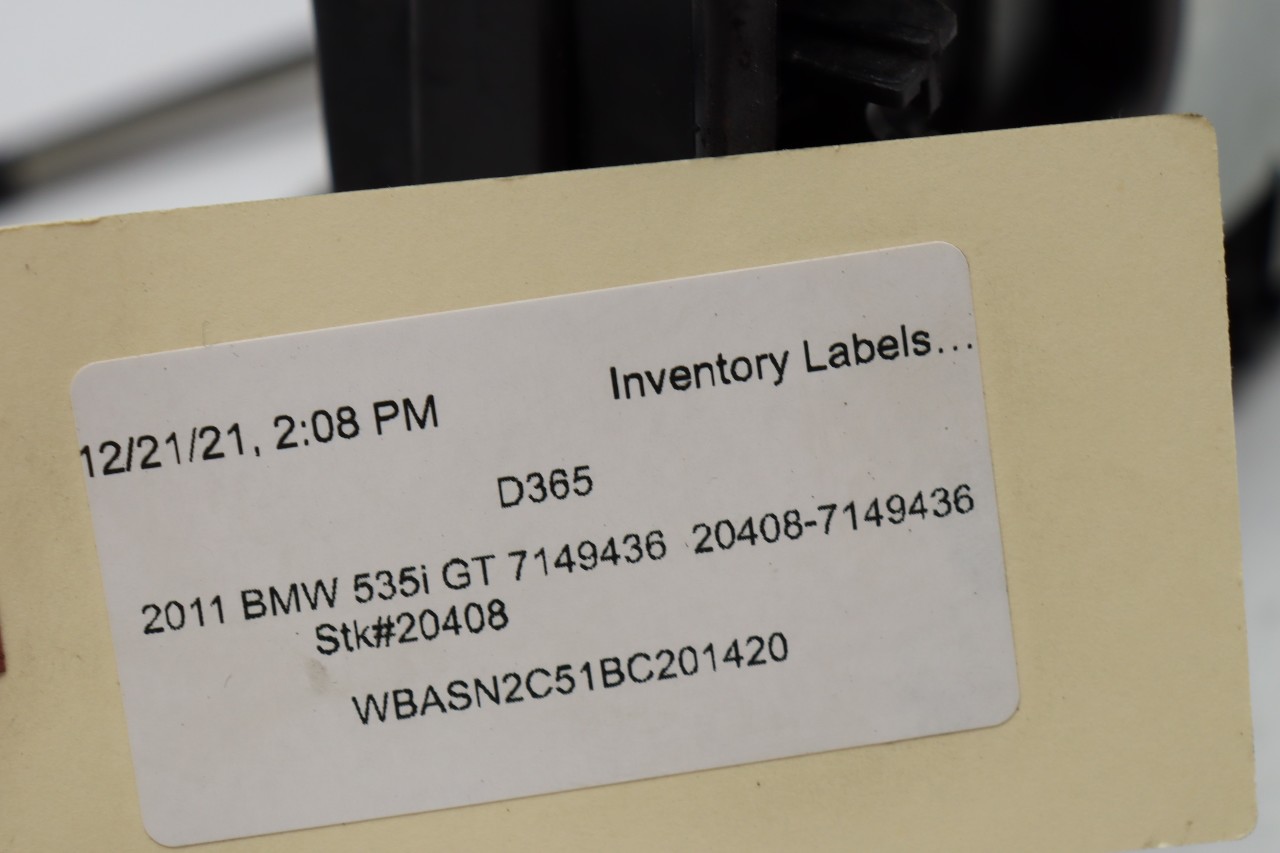 12/21/21, 2:08 PM Inventory Labels...
D365
2011 BMW 535i GT 7149436 20408-7149436
Stk#20408
WBASN2C51BC201420